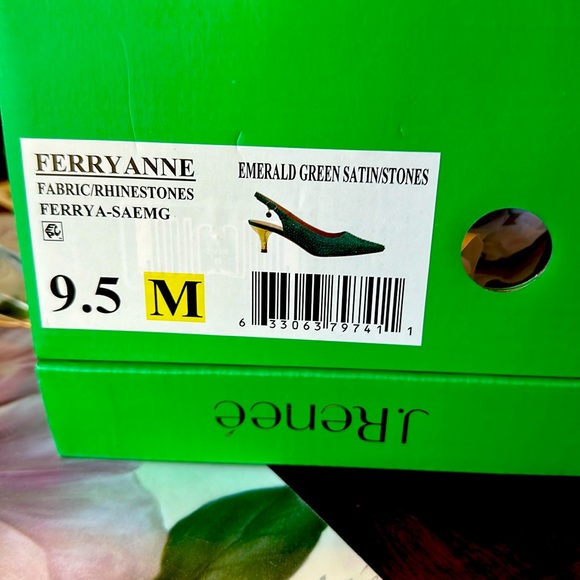 FERRYANNE
FABRIC/RHINESTONES
FERRYA-SAEMG
EMERALD GREEN SATIN/STONES
9.5 M
6 33063 79741 1
J.Reneé